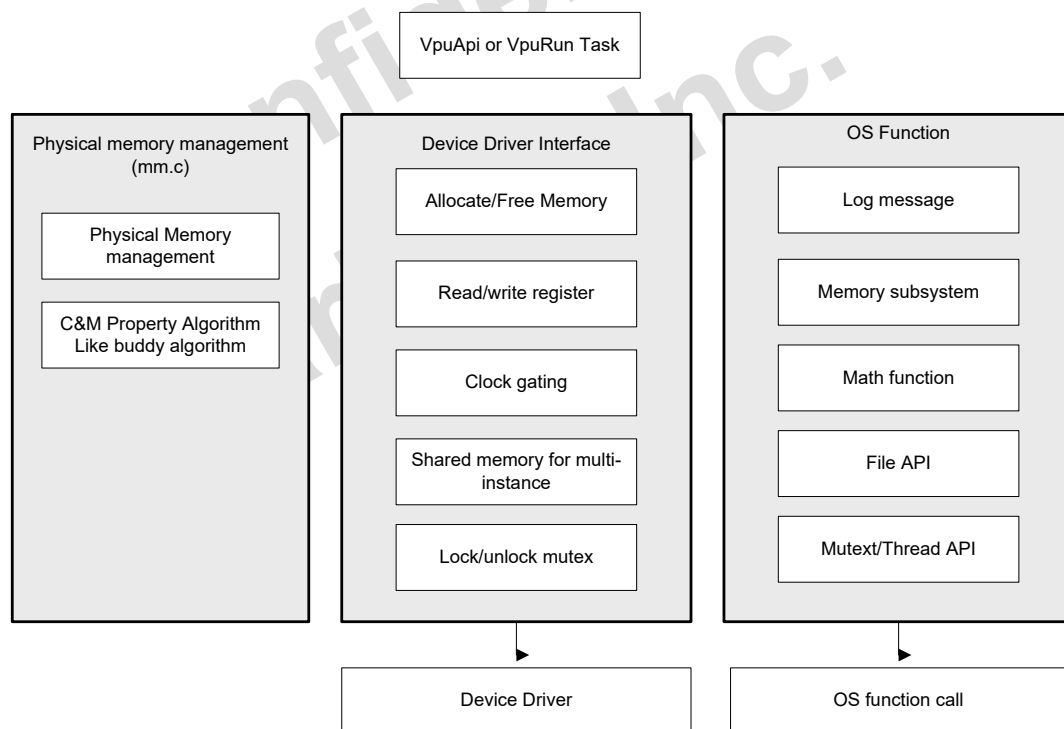 VpuApi or VpuRun Task
Physical memory management
(mm.c)
Physical Memory
management
C&M Property Algorithm
Like buddy algorithm
Device Driver Interface
Allocate/Free Memory
Read/write register
Clock gating
Shared memory for multi-
instance
Lock/unlock mutex
OS Function
Log message
Memory subsystem
Math function
File API
Mutext/Thread API
Device Driver
OS function call
Inc.